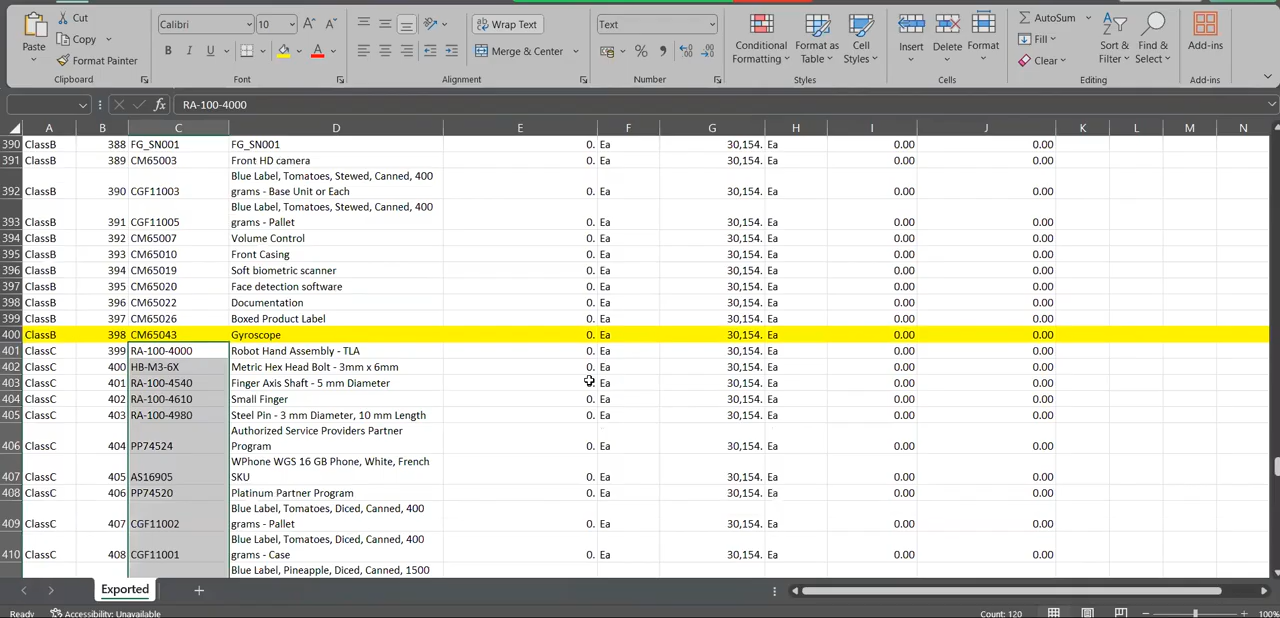 Cut
Copy
Format Painter
Paste
Clipboard
Calibri
10
A
A
B
I
U
A
Font
Wrap Text
Merge & Center
Alignment
Text
%
Number
Conditional
Formatting
Format as
Table
Cell
Styles
Styles
Insert
Delete
Format
Cells
AutoSum
Fill
Clear
Sort &
Filter
Find &
Select
Editing
Add-ins
Add-ins
fx RA-100-4000
A B C D E F G H I J K L M N
390 ClassB 388 FG_SN001 FG_SN001 0. Ea 30,154. Ea 0.00 0.00
391 ClassB 389 CM65003 Front HD camera 0. Ea 30,154. Ea 0.00 0.00
Blue Label, Tomatoes, Stewed, Canned, 400
392 ClassB 390 CGF11003 grams - Base Unit or Each 0. Ea 30,154. Ea 0.00 0.00
Blue Label, Tomatoes, Stewed, Canned, 400
393 ClassB 391 CGF11005 grams - Pallet 0. Ea 30,154. Ea 0.00 0.00
394 ClassB 392 CM65007 Volume Control 0. Ea 30,154. Ea 0.00 0.00
395 ClassB 393 CM65010 Front Casing 0. Ea 30,154. Ea 0.00 0.00
396 ClassB 394 CM65019 Soft biometric scanner 0. Ea 30,154. Ea 0.00 0.00
397 ClassB 395 CM65020 Face detection software 0. Ea 30,154. Ea 0.00 0.00
398 ClassB 396 CM65022 Documentation 0. Ea 30,154. Ea 0.00 0.00
399 ClassB 397 CM65026 Boxed Product Label 0. Ea 30,154. Ea 0.00 0.00
400 ClassB 398 CM65043 Gyroscope 0. Ea 30,154. Ea 0.00 0.00
401 ClassC 399 RA-100-4000 Robot Hand Assembly - TLA 0. Ea 30,154. Ea 0.00 0.00
402 ClassC 400 HB-M3-6X Metric Hex Head Bolt - 3mm x 6mm 0. Ea 30,154. Ea 0.00 0.00
403 ClassC 401 RA-100-4540 Finger Axis Shaft - 5 mm Diameter 0. Ea 30,154. Ea 0.00 0.00
404 ClassC 402 RA-100-4610 Small Finger 0. Ea 30,154. Ea 0.00 0.00
405 ClassC 403 RA-100-4980 Steel Pin - 3 mm Diameter, 10 mm Length 0. Ea 30,154. Ea 0.00 0.00
Authorized Service Providers Partner
406 ClassC 404 PP74524 Program 0. Ea 30,154. Ea 0.00 0.00
WPhone WGS 16 GB Phone, White, French
407 ClassC 405 AS16905 SKU 0. Ea 30,154. Ea 0.00 0.00
408 ClassC 406 PP74520 Platinum Partner Program 0. Ea 30,154. Ea 0.00 0.00
Blue Label, Tomatoes, Diced, Canned, 400
409 ClassC 407 CGF11002 grams - Pallet 0. Ea 30,154. Ea 0.00 0.00
Blue Label, Tomatoes, Diced, Canned, 400
410 ClassC 408 CGF11001 grams - Case 0. Ea 30,154. Ea 0.00 0.00
Blue Label, Pineapple, Diced, Canned, 1500
Exported
Ready Accessibility: Unavailable Count: 120 100%